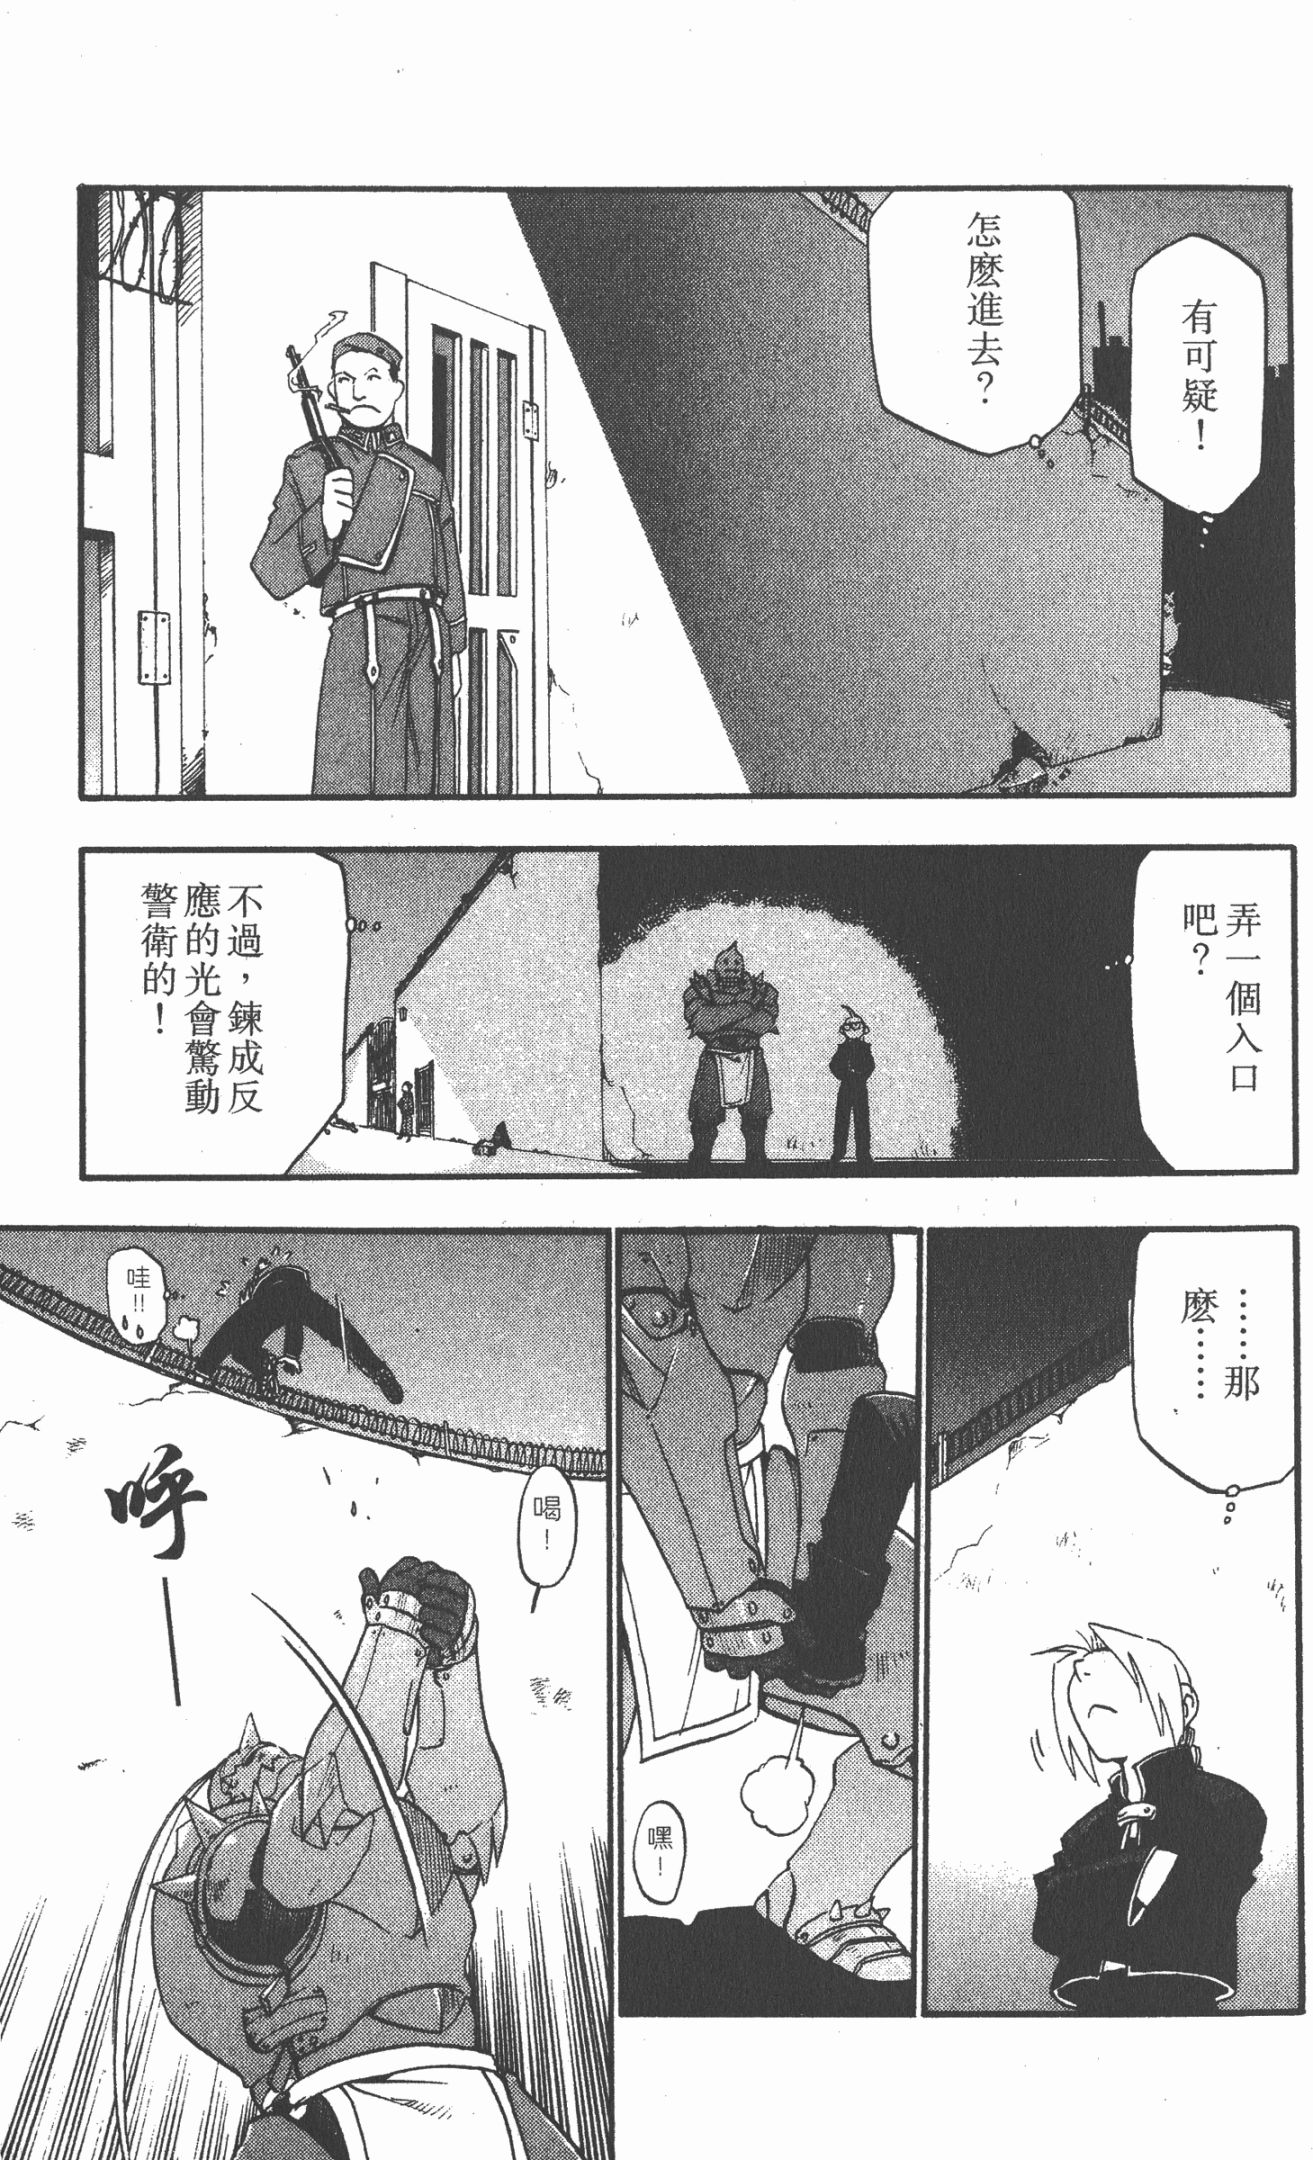 有可疑！
怎麼進去？
弄一個入口
吧？
不過，鍊成反
應的光會驚動
警衛的！
……那
麼……
嘿！
喝！
哇!!
呼—